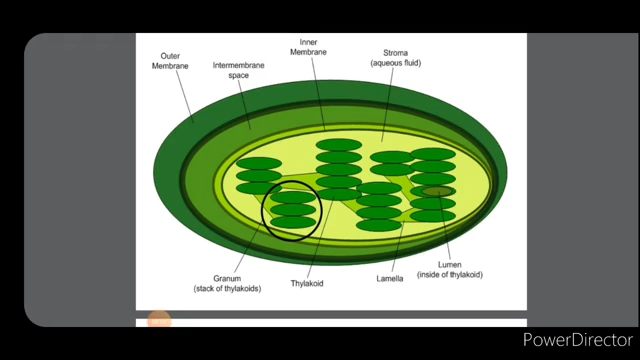 Inner
Membrane
Stroma
(aqueous fluid)
Outer
Membrane
Intermembrane
space
Granum
(stack of thylakoids)
Thylakoid
Lamella
Lumen
(inside of thylakoid)
PowerDirector